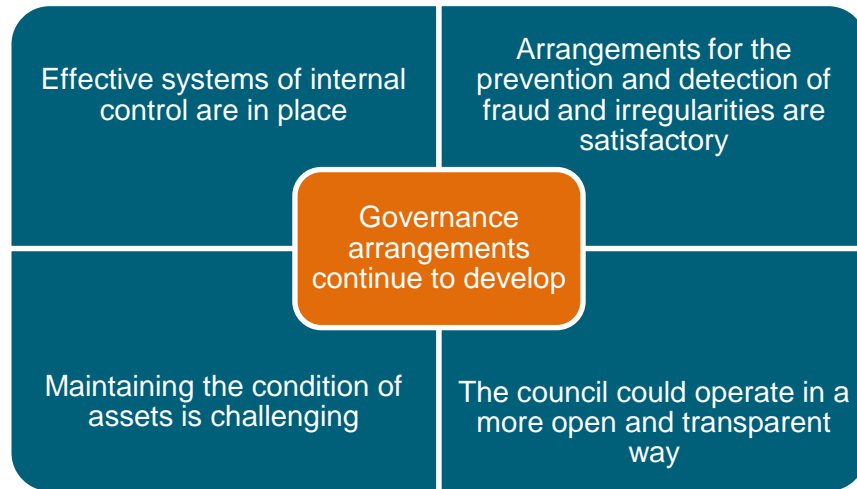 Effective systems of internal
control are in place
Arrangements for the
prevention and detection of
fraud and irregularities are
satisfactory
Governance
arrangements
continue to develop
Maintaining the condition of
assets is challenging
The council could operate in a
more open and transparent
way